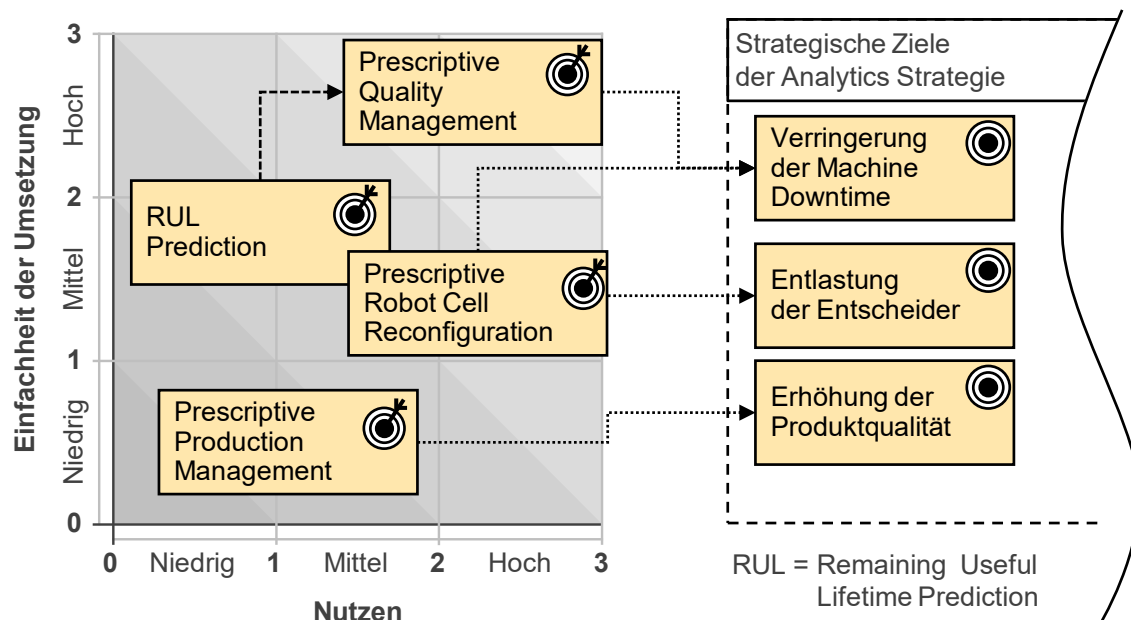 Einfachheit der Umsetzung
Hoch
Mittel
Niedrig
3
2
1
0
Prescriptive
Quality
Management
RUL
Prediction
Prescriptive
Robot Cell
Reconfiguration
Prescriptive
Production
Management
0
Niedrig
1
Mittel
2
Hoch
3
Nutzen
Strategische Ziele
der Analytics Strategie
Verringerung
der Machine
Downtime
Entlastung
der Entscheider
Erhöhung der
Produktqualität
RUL = Remaining Useful
Lifetime Prediction